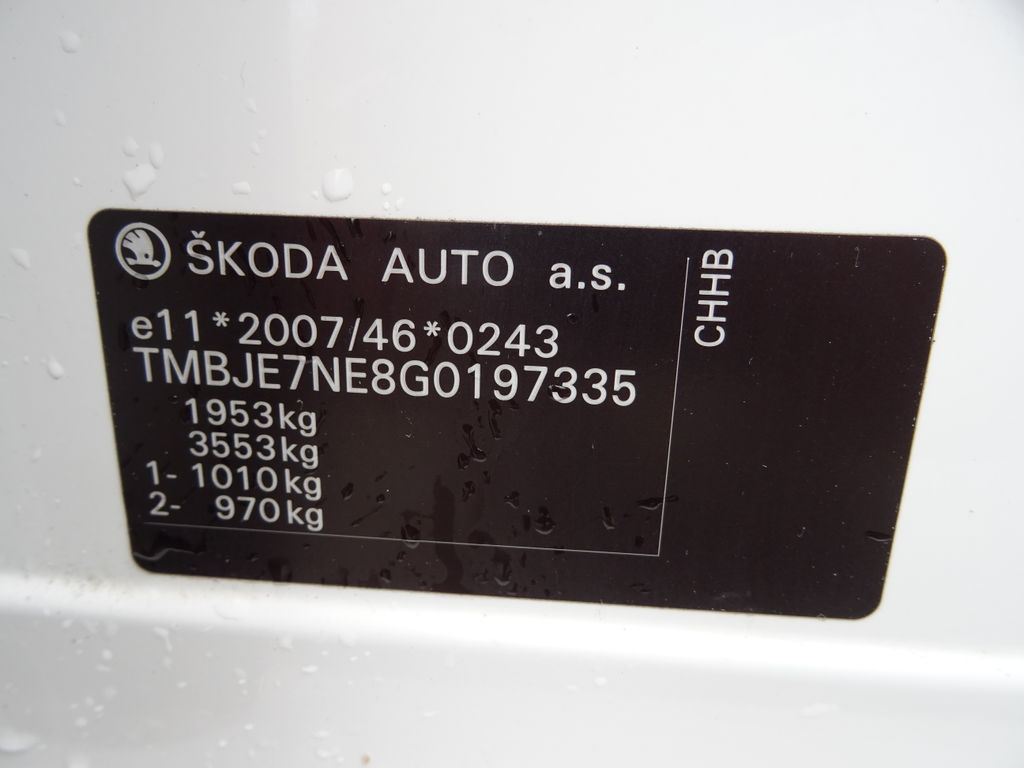 ŠKODA AUTO a.s.
e11*2007/46*0243
TMBJE7NE8G0197335
1953kg
3553kg
1- 1010kg
2- 970kg
CHHB